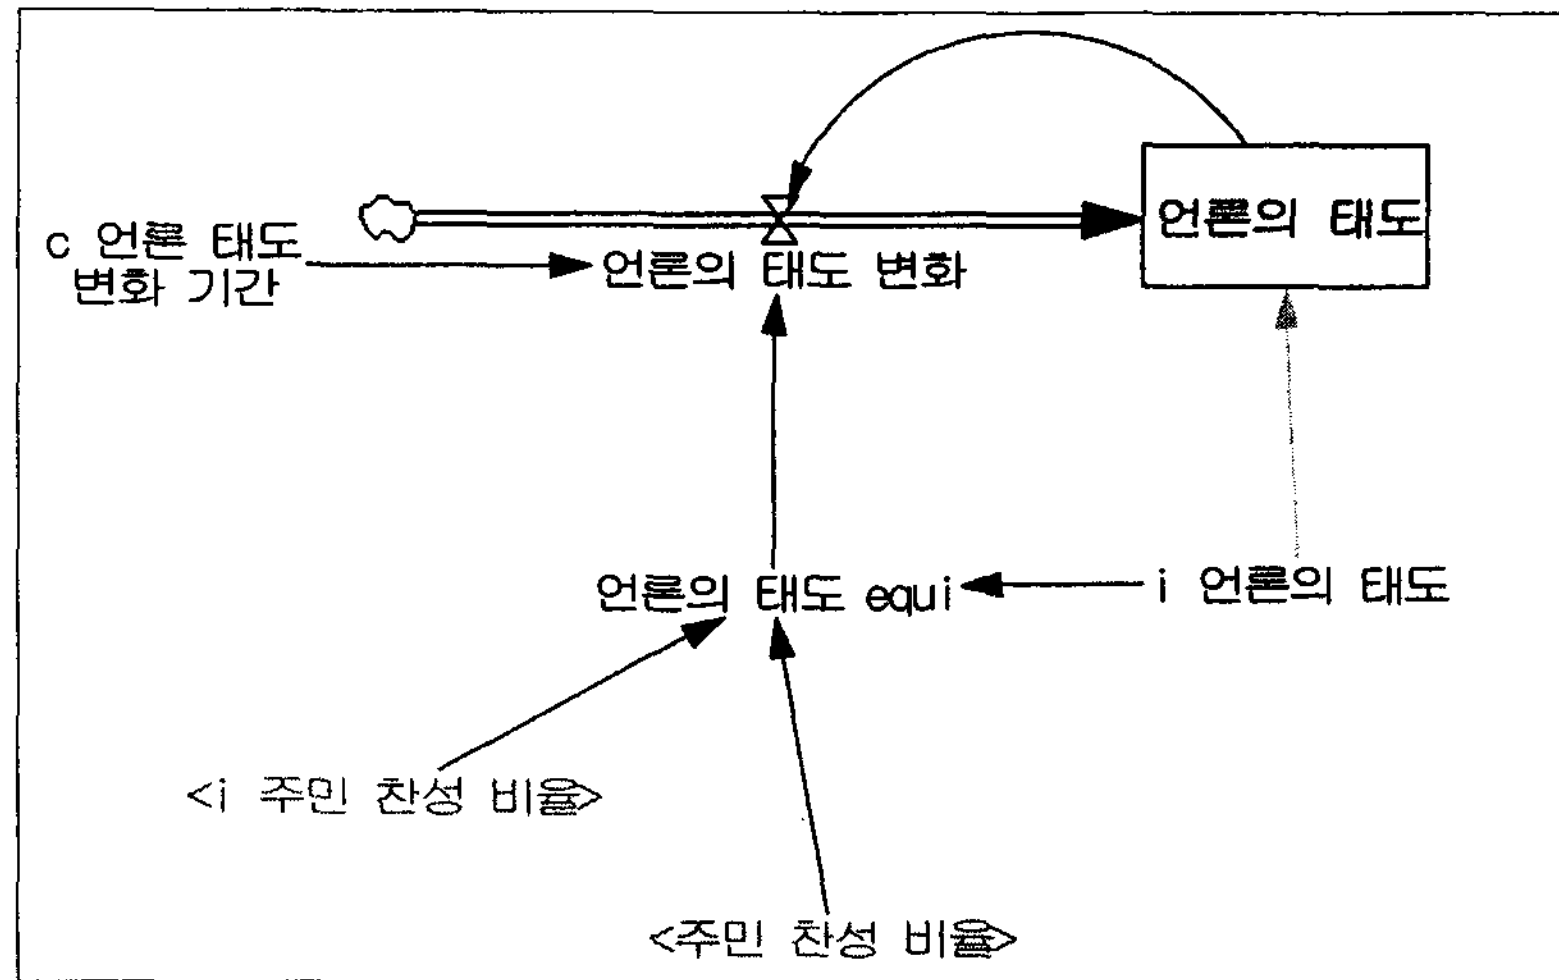 c 언론 태도
변화 기간
언론의 태도 변화
언론의 태도
언론의 태도 equi
i 언론의 태도
<i 주민 찬성 비율>
<주민 찬성 비율>